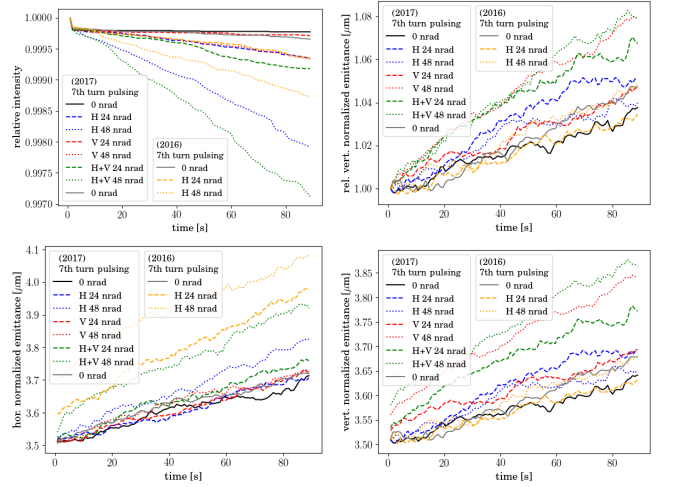 1.0000
0.9995
0.9990
0.9985
0.9980
0.9975
0.9970
relative intensity
(2017)
7th turn pulsing
0 nrad
H 24 nrad
H 48 nrad
V 24 nrad
V 48 nrad
H+V 24 nrad
H+V 48 nrad
0 nrad
(2016)
7th turn pulsing
0 nrad
H 24 nrad
H 48 nrad
0 20 40 60 80
time [s]
1.08
1.06
1.04
1.02
1.00
rel. vert. normalized emittance [μm]
(2017)
7th turn pulsing
0 nrad
H 24 nrad
H 48 nrad
V 24 nrad
V 48 nrad
H+V 24 nrad
H+V 48 nrad
0 nrad
(2016)
7th turn pulsing
0 nrad
H 24 nrad
H 48 nrad
0 20 40 60 80
time [s]
4.1
4.0
3.9
3.8
3.7
3.6
3.5
hor. normalized emittance [μm]
(2017)
7th turn pulsing
0 nrad
H 24 nrad
H 48 nrad
V 24 nrad
V 48 nrad
H+V 24 nrad
H+V 48 nrad
0 nrad
(2016)
7th turn pulsing
0 nrad
H 24 nrad
H 48 nrad
0 20 40 60 80
time [s]
3.85
3.80
3.75
3.70
3.65
3.60
3.55
3.50
vert. normalized emittance [μm]
(2017)
7th turn pulsing
0 nrad
H 24 nrad
H 48 nrad
V 24 nrad
V 48 nrad
H+V 24 nrad
H+V 48 nrad
0 nrad
(2016)
7th turn pulsing
0 nrad
H 24 nrad
H 48 nrad
0 20 40 60 80
time [s]